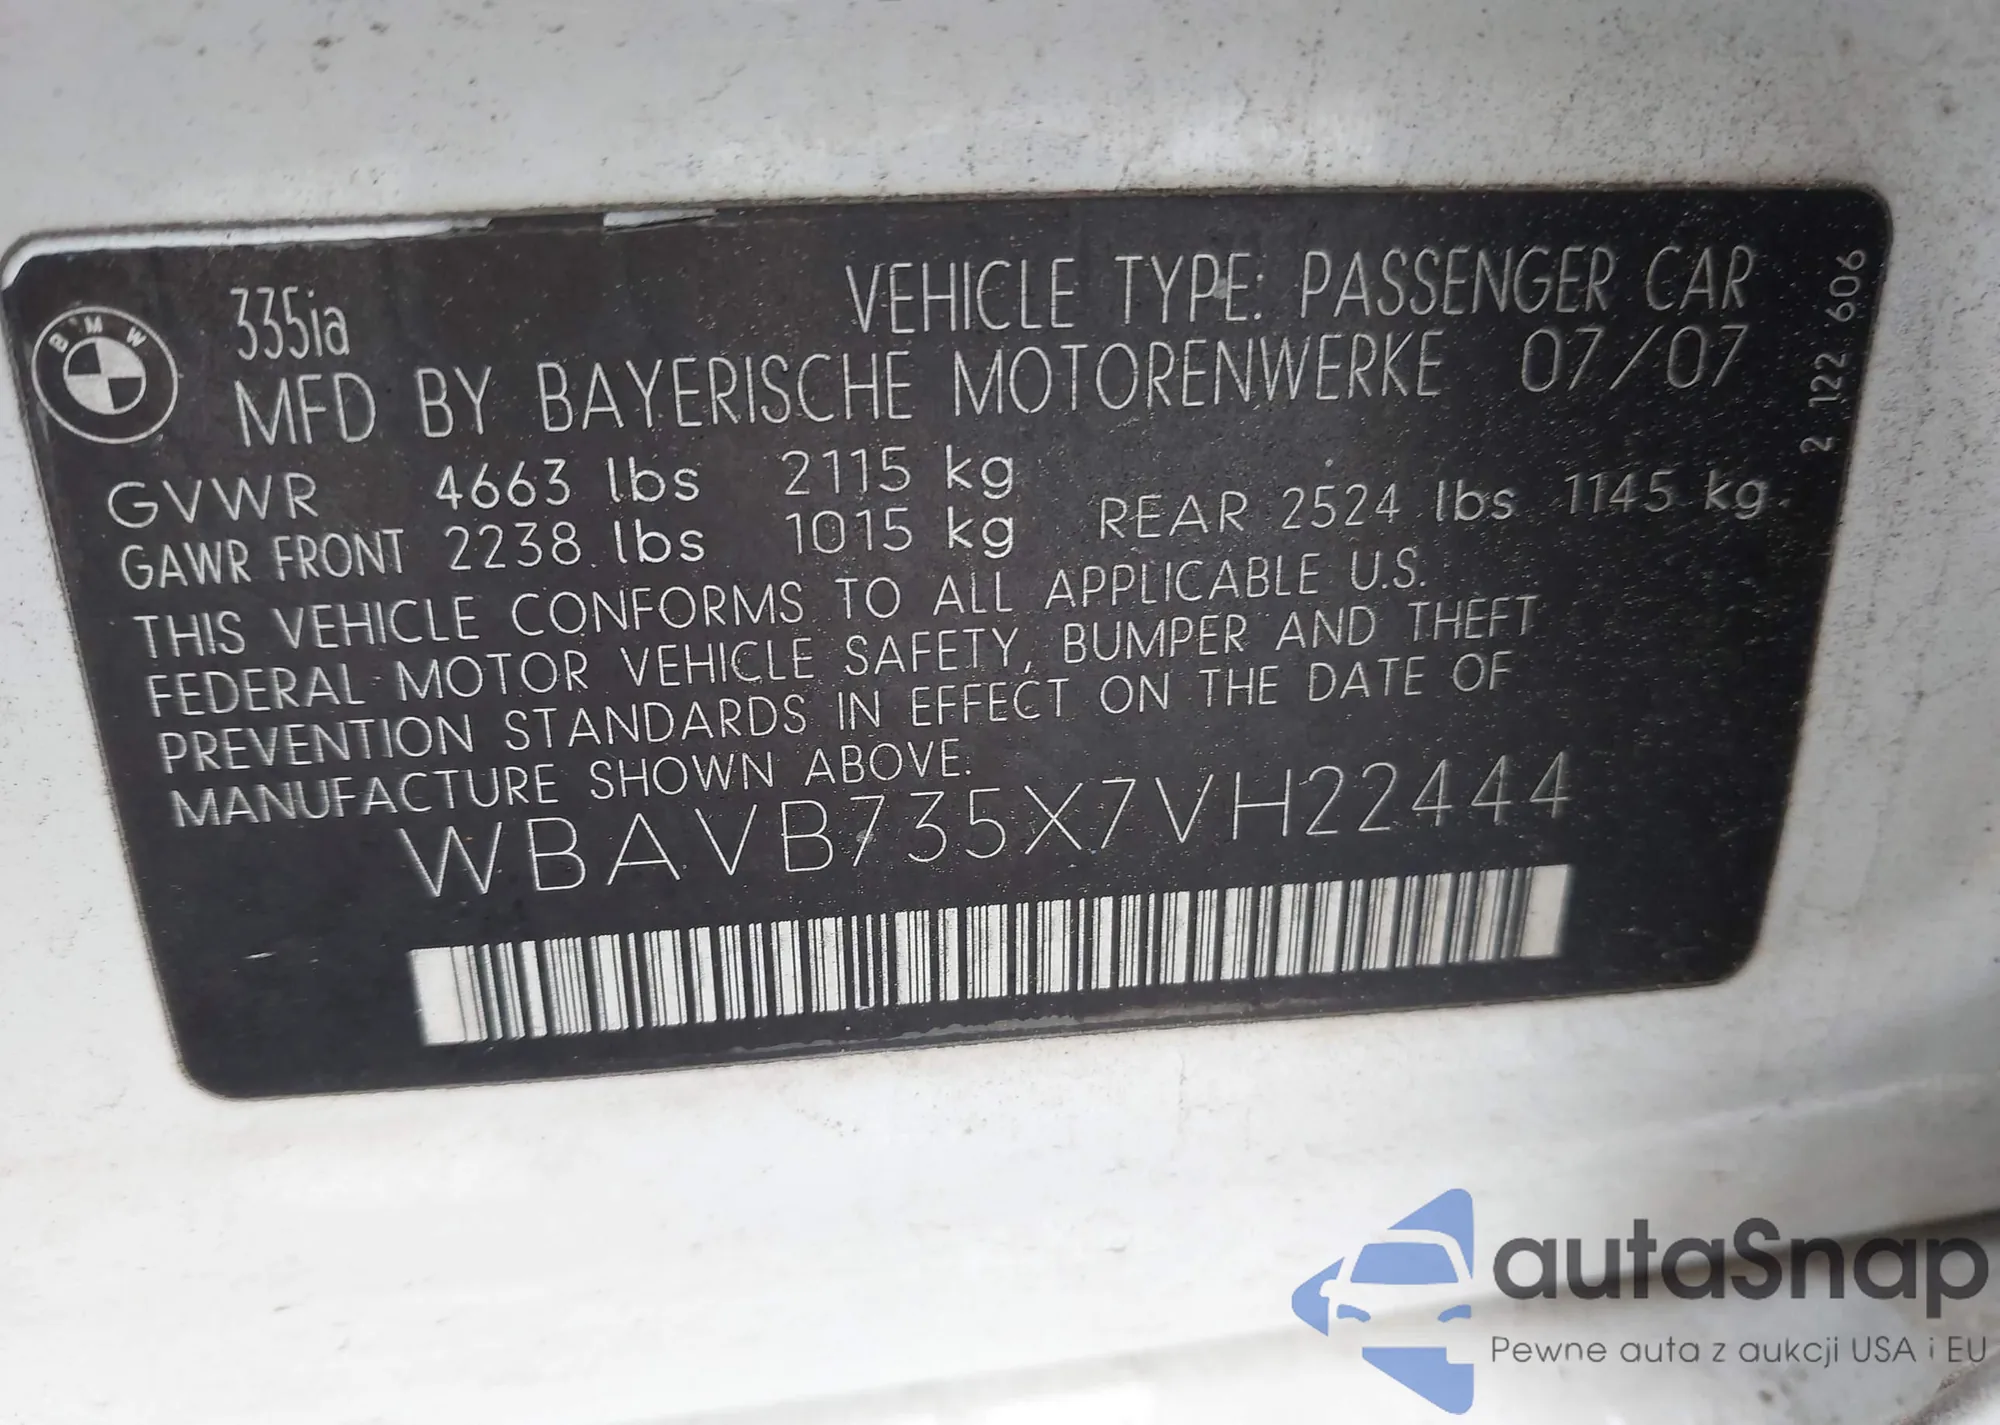 BMW
335ia
VEHICLE TYPE: PASSENGER CAR
MFD BY BAYERISCHE MOTORENWERKE 07/07
GVWR 4663 lbs 2115 kg
GAWR FRONT 2238 lbs 1015 kg REAR 2524 lbs 1145 kg
THIS VEHICLE CONFORMS TO ALL APPLICABLE U.S.
FEDERAL MOTOR VEHICLE SAFETY, BUMPER AND THEFT
PREVENTION STANDARDS IN EFFECT ON THE DATE OF
MANUFACTURE SHOWN ABOVE.
WBAVB735X7VH22444
2 122 606
autaSnap
Pewne auta z aukcji USA i EU